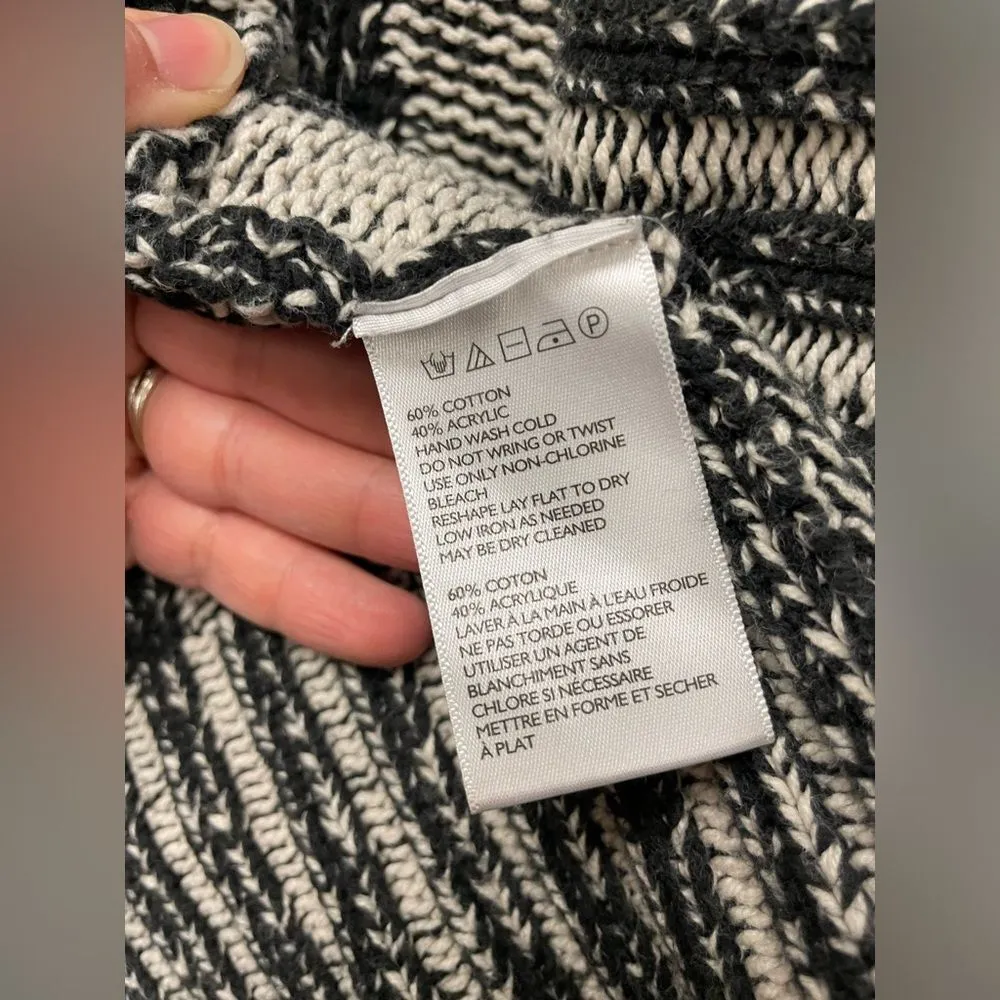 P
60% COTTON
40% ACRYLIC
HAND WASH COLD
DO NOT WRING OR TWIST
USE ONLY NON-CHLORINE
BLEACH
RESHAPE LAY FLAT TO DRY
LOW IRON AS NEEDED
MAY BE DRY CLEANED
60% COTON
40% ACRYLIQUE
LAVER À LA MAIN À L'EAU FROIDE
NE PAS TORDE OU ESSORER
UTILISER UN AGENT DE
BLANCHIMENT SANS
CHLORE SI NÉCESSAIRE
METTRE EN FORME ET SECHER
À PLAT